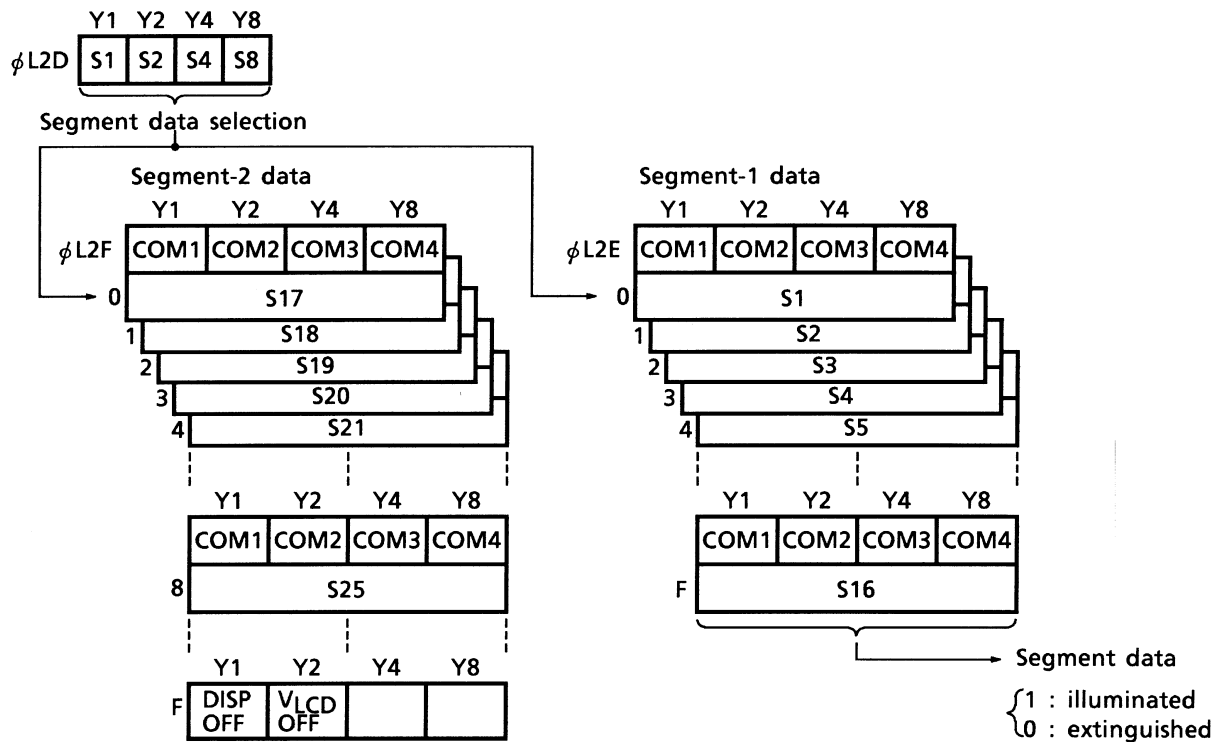 Y1 Y2 Y4 Y8
ϕL2D S1 S2 S4 S8
Segment data selection
Segment-2 data
Y1 Y2 Y4 Y8
ϕL2F COM1 COM2 COM3 COM4
0 S17
1 S18
2 S19
3 S20
4 S21
Y1 Y2 Y4 Y8
COM1 COM2 COM3 COM4
8 S25
Y1 Y2 Y4 Y8
F DISP OFF VLCD OFF
Segment-1 data
Y1 Y2 Y4 Y8
ϕL2E COM1 COM2 COM3 COM4
0 S1
1 S2
2 S3
3 S4
4 S5
Y1 Y2 Y4 Y8
COM1 COM2 COM3 COM4
F S16
Segment data
1 : illuminated
0 : extinguished